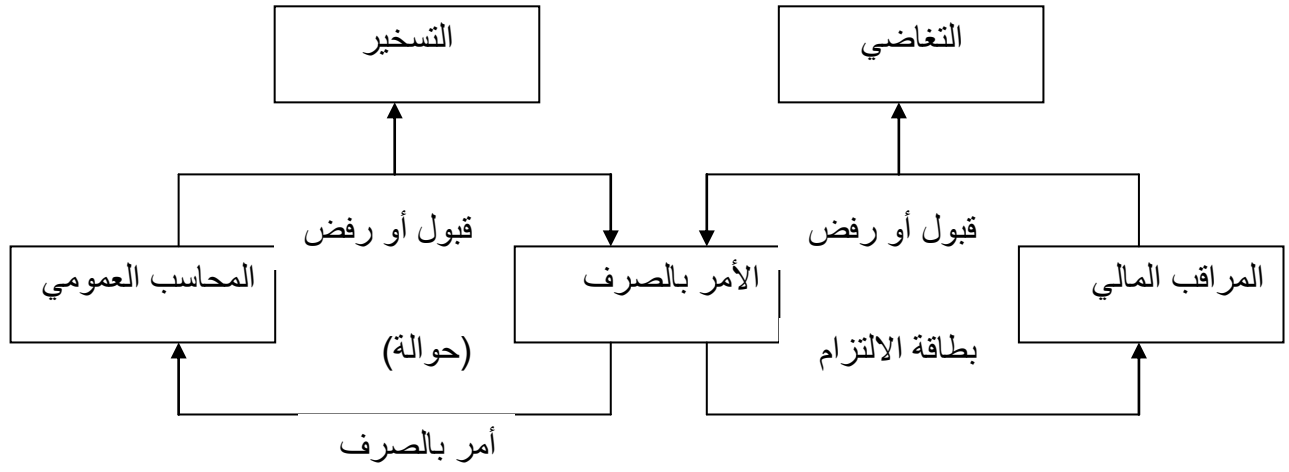 التغاضي
التسخير
قبول أو رفض
قبول أو رفض
المراقب المالي
الأمر بالصرف
المحاسب العمومي
بطاقة الالتزام
(حوالة)
أمر بالصرف